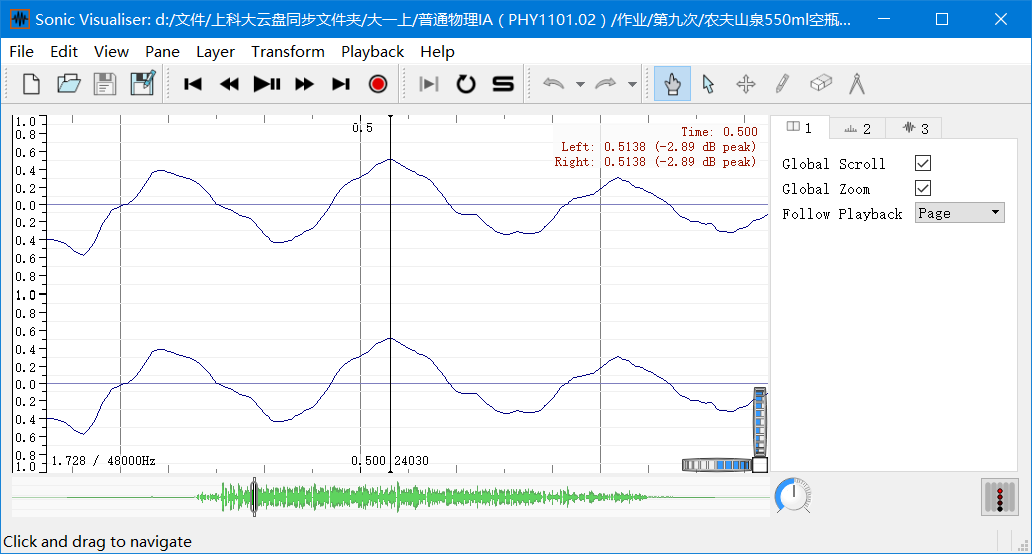 Sonic Visualiser: d:/文件/上科大云盘同步文件夹/大一上/普通物理IA（PHY1101.02）/作业/第九次/农夫山泉550ml空瓶...
File Edit View Pane Layer Transform Playback Help
1.0
0.8
0.6
0.4
0.2
0.0
0.2
0.4
0.6
0.8
1.0
0.8
0.6
0.4
0.2
0.0
0.2
0.4
0.6
0.8
1.0
0.5
Time: 0.500
Left: 0.5138 (-2.89 dB peak)
Right: 0.5138 (-2.89 dB peak)
1.728 / 48000Hz
0.500 24030
1 2 3
Global Scroll
Global Zoom
Follow Playback Page
Click and drag to navigate